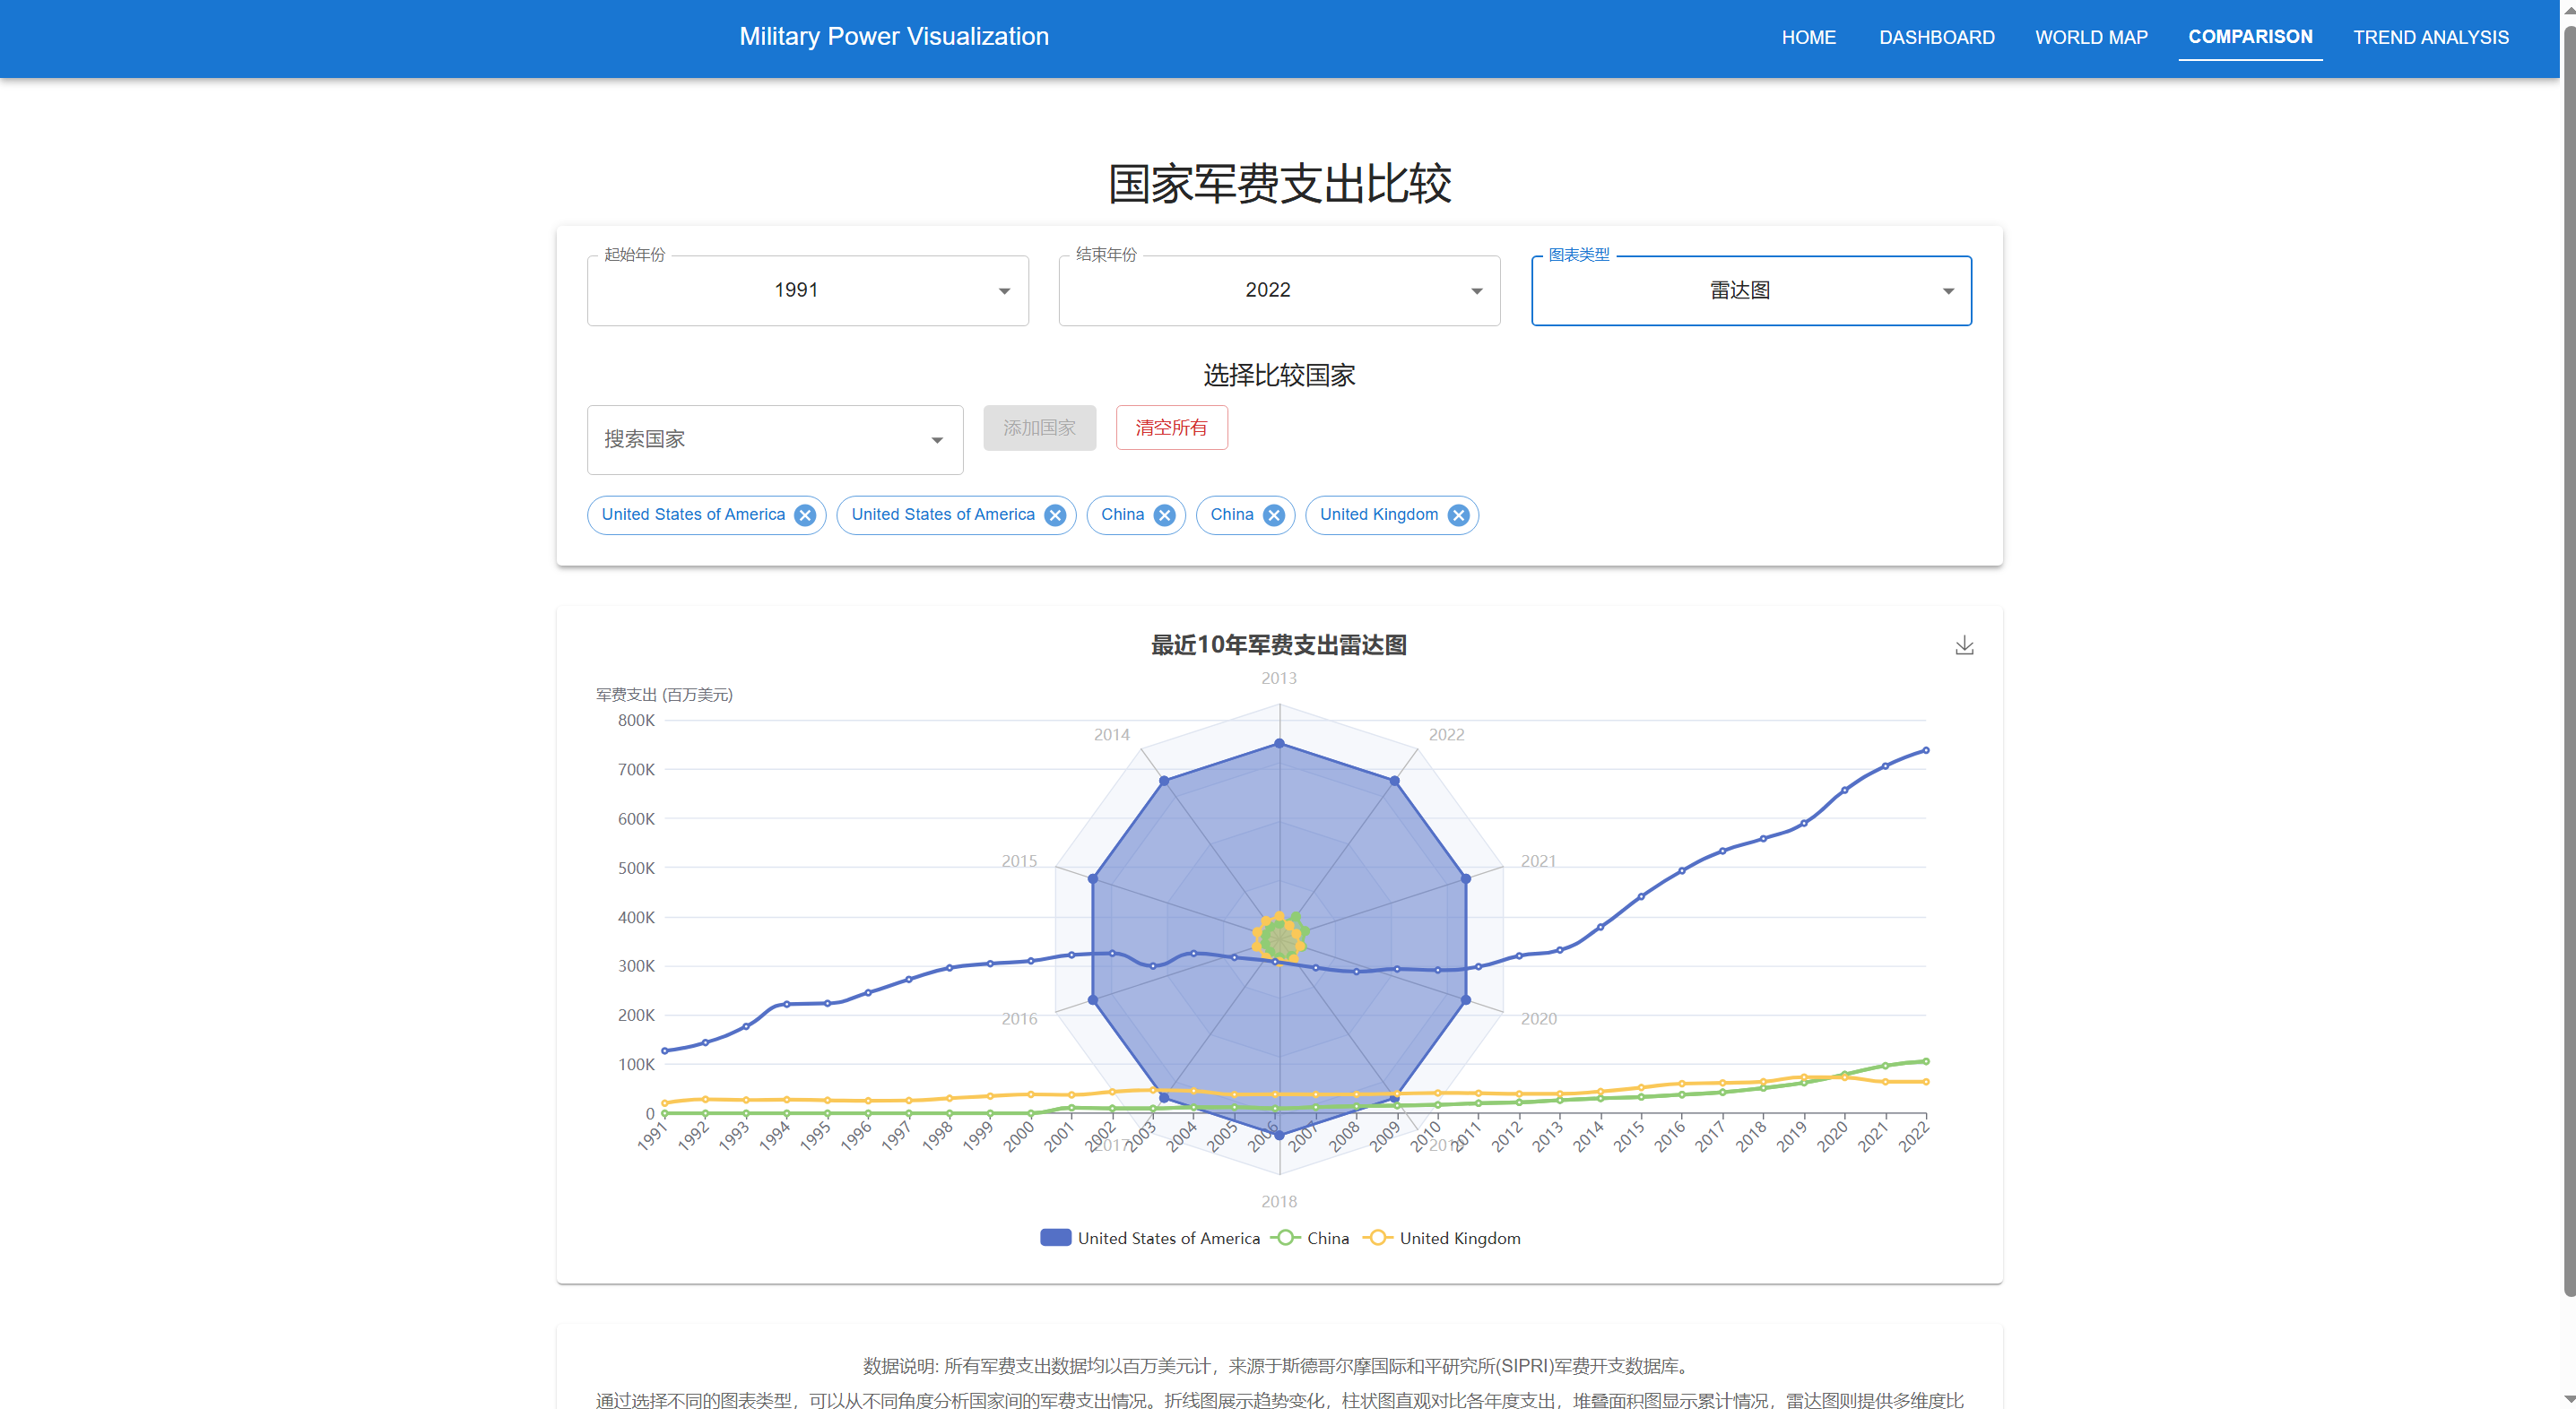 Military Power Visualization
HOME
DASHBOARD
WORLD MAP
COMPARISON
TREND ANALYSIS
国家军费支出比较
起始年份
1991
结束年份
2022
图表类型
雷达图
选择比较国家
搜索国家
添加国家
清空所有
United States of America
United States of America
China
China
United Kingdom
最近10年军费支出雷达图
军费支出 (百万美元)
2013
2014
2022
2015
2021
2016
2020
2017
2018
800K
700K
600K
500K
400K
300K
200K
100K
0
1991 1992 1993 1994 1995 1996 1997 1998 1999 2000 2001 2002 2003 2004 2005 2006 2007 2008 2009 2010 2011 2012 2013 2014 2015 2016 2017 2018 2019 2020 2021 2022
United States of America China United Kingdom
数据说明: 所有军费支出数据均以百万美元计，来源于斯德哥尔摩国际和平研究所(SIPRI)军费开支数据库。
通过选择不同的图表类型，可以从不同角度分析国家间的军费支出情况。折线图展示趋势变化，柱状图直观对比各年度支出，堆叠面积图显示累计情况，雷达图则提供多维度比